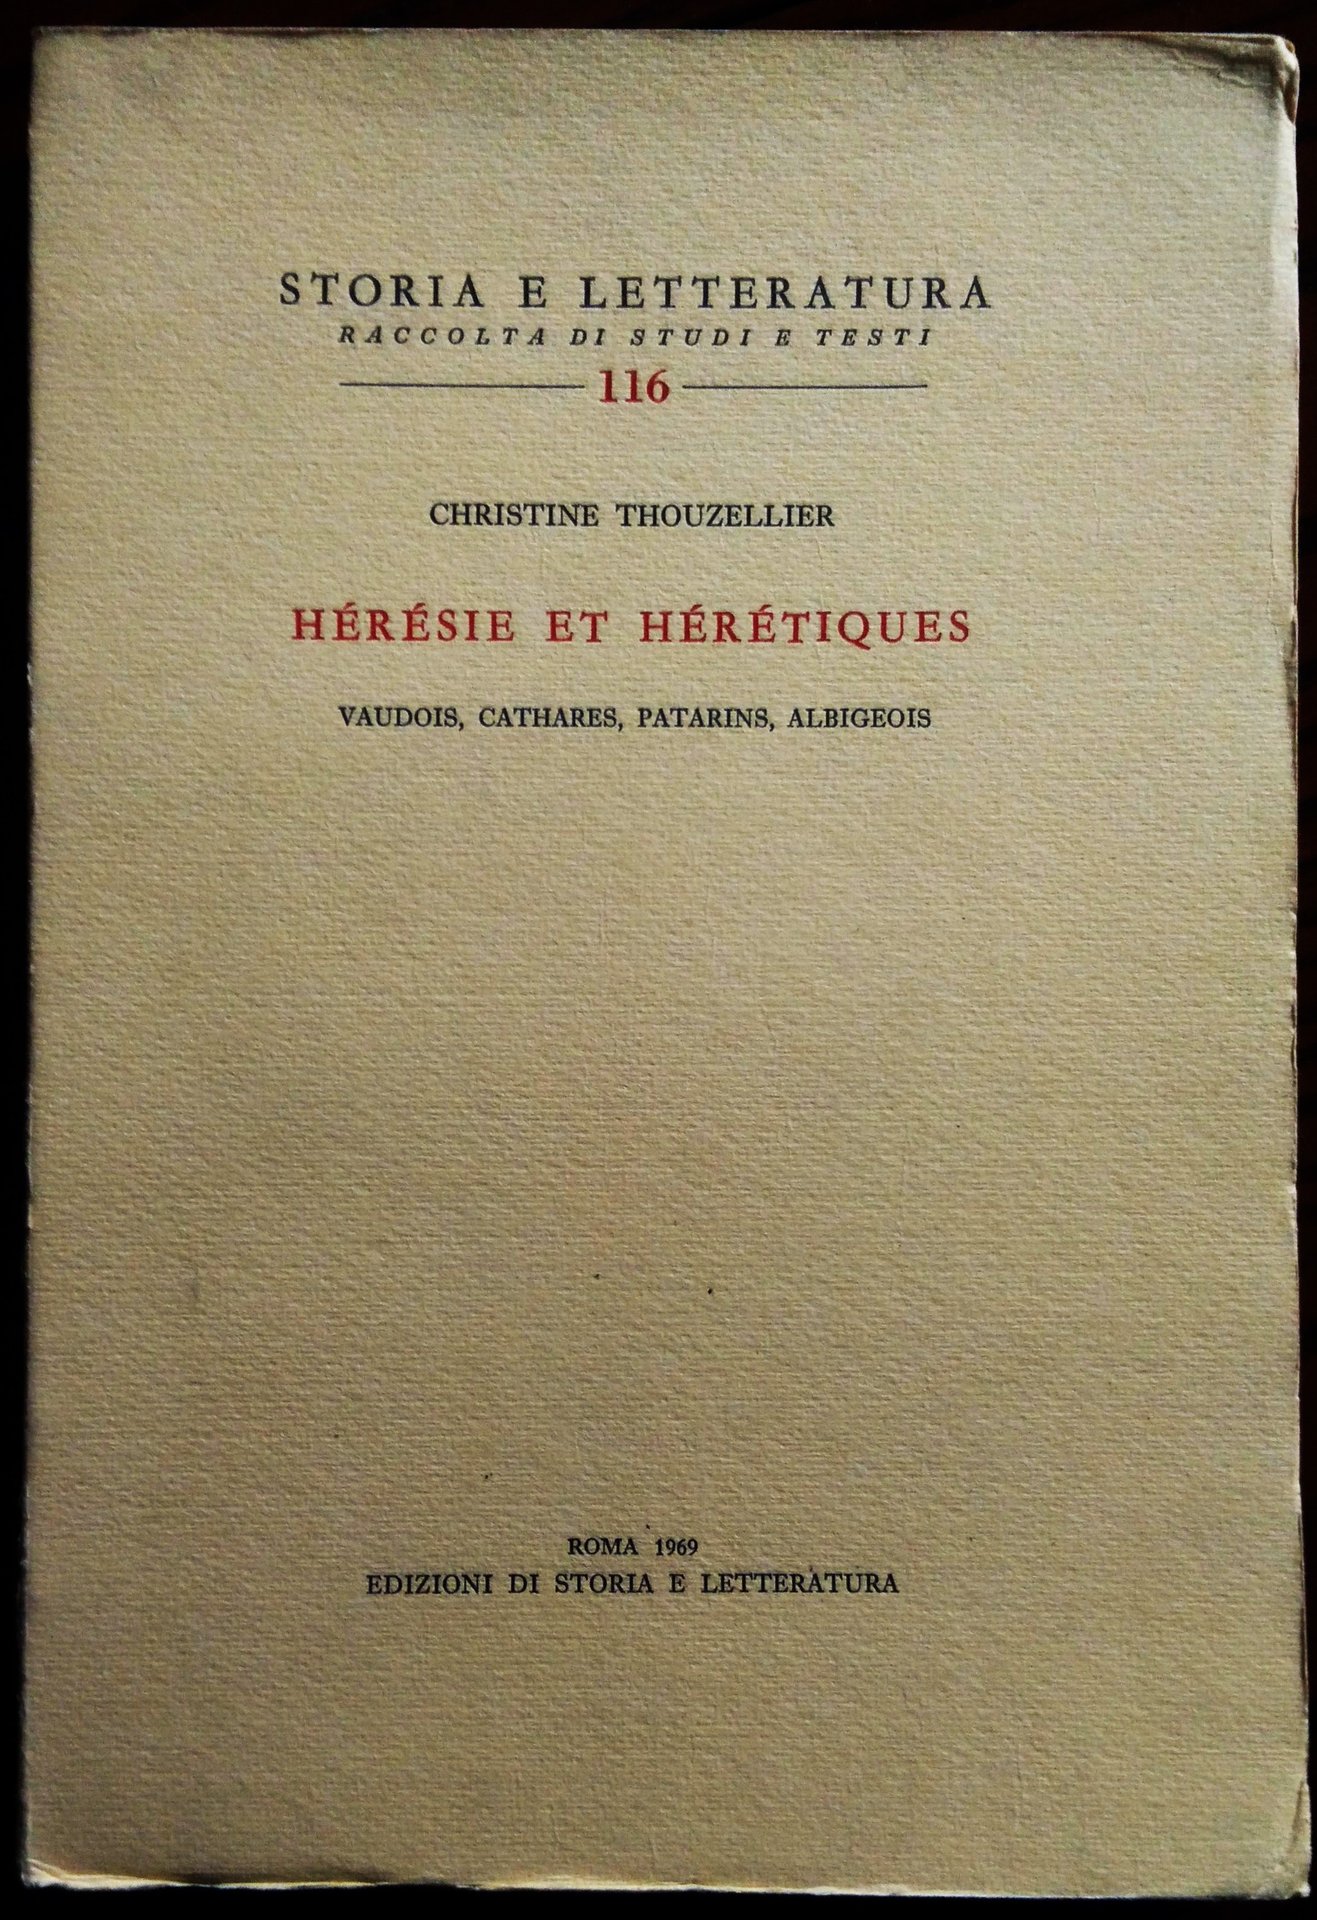 STORIA E LETTERATURA
RACCOLTA DI STUDI E TESTI
116
CHRISTINE THOUZELLIER
HÉRÉSIE ET HÉRÉTIQUES
VAUDOIS, CATHARES, PATARINS, ALBIGEOIS
ROMA 1969
EDIZIONI DI STORIA E LETTERATURA